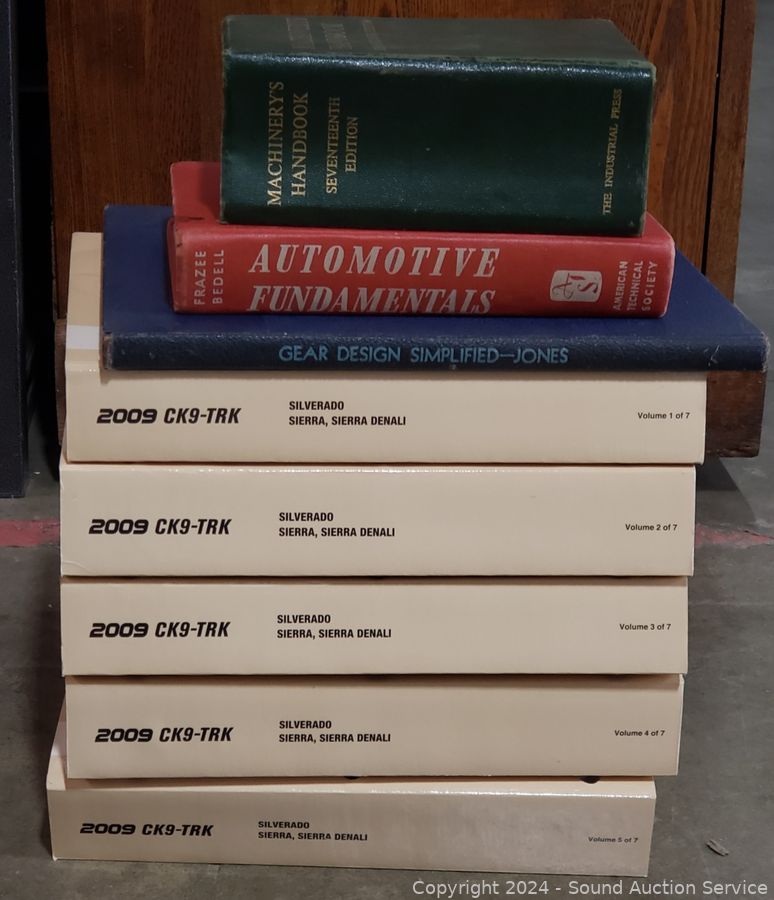 MACHINERY'S
HANDBOOK
SEVENTEENTH
EDITION
THE INDUSTRIAL PRESS
FRAZEE
BEDELL
AUTOMOTIVE
FUNDAMENTALS
ATS
AMERICAN
TECHNICAL
SOCIETY
GEAR DESIGN SIMPLIFIED—JONES
2009 CK9-TRK
SILVERADO
SIERRA, SIERRA DENALI
Volume 1 of 7
2009 CK9-TRK
SILVERADO
SIERRA, SIERRA DENALI
Volume 2 of 7
2009 CK9-TRK
SILVERADO
SIERRA, SIERRA DENALI
Volume 3 of 7
2009 CK9-TRK
SILVERADO
SIERRA, SIERRA DENALI
Volume 4 of 7
2009 CK9-TRK
SILVERADO
SIERRA, SIERRA DENALI
Volume 5 of 7
Copyright 2024 - Sound Auction Service